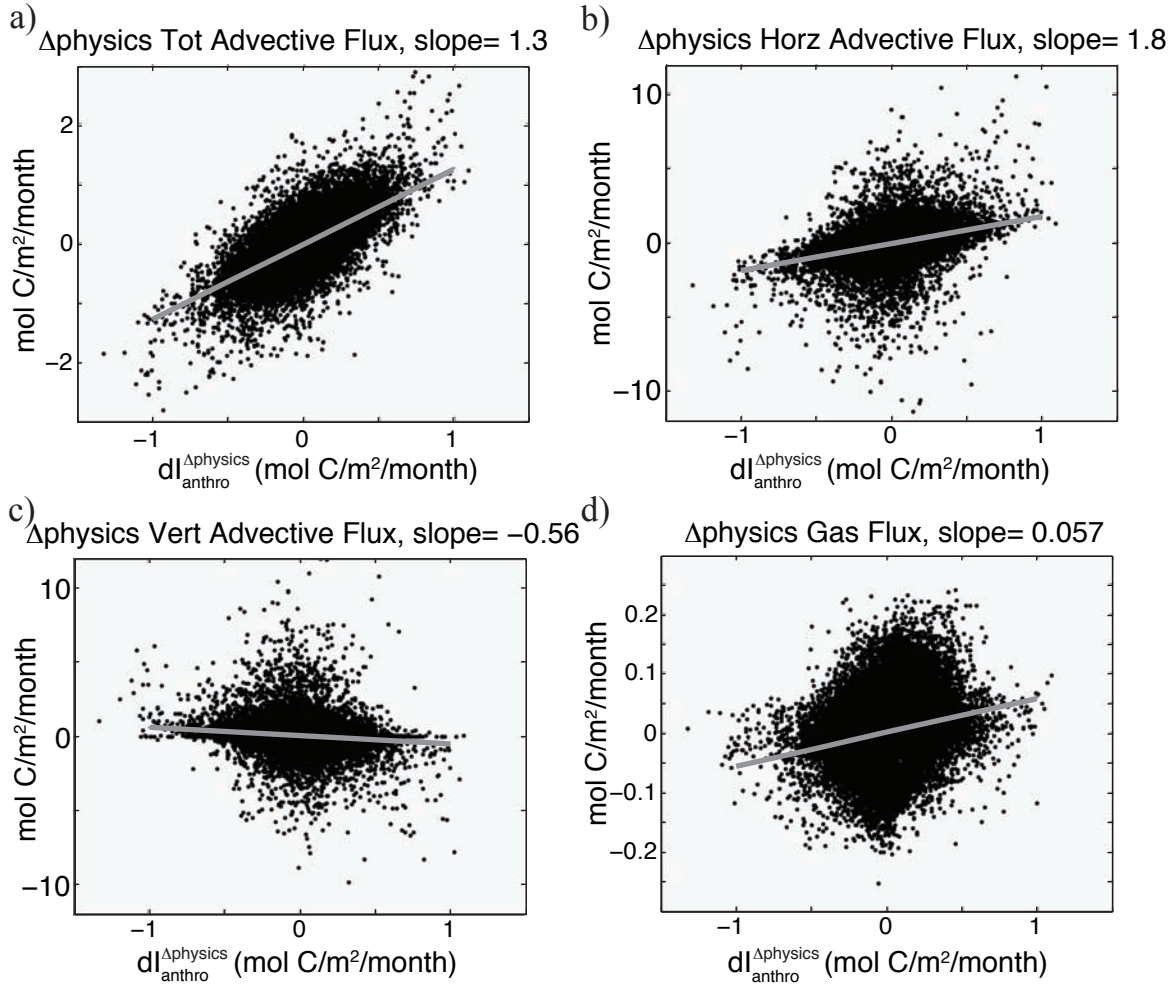 a)
Δphysics Tot Advective Flux, slope= 1.3
2
0
−2
mol C/m²/month
−1 0 1
dI^Δphysics_anthro (mol C/m²/month)
b)
Δphysics Horz Advective Flux, slope= 1.8
10
0
−10
mol C/m²/month
−1 0 1
dI^Δphysics_anthro (mol C/m²/month)
c)
Δphysics Vert Advective Flux, slope= −0.56
10
0
−10
mol C/m²/month
−1 0 1
dI^Δphysics_anthro (mol C/m²/month)
d)
Δphysics Gas Flux, slope= 0.057
0.2
0.1
0
−0.1
−0.2
mol C/m²/month
−1 0 1
dI^Δphysics_anthro (mol C/m²/month)